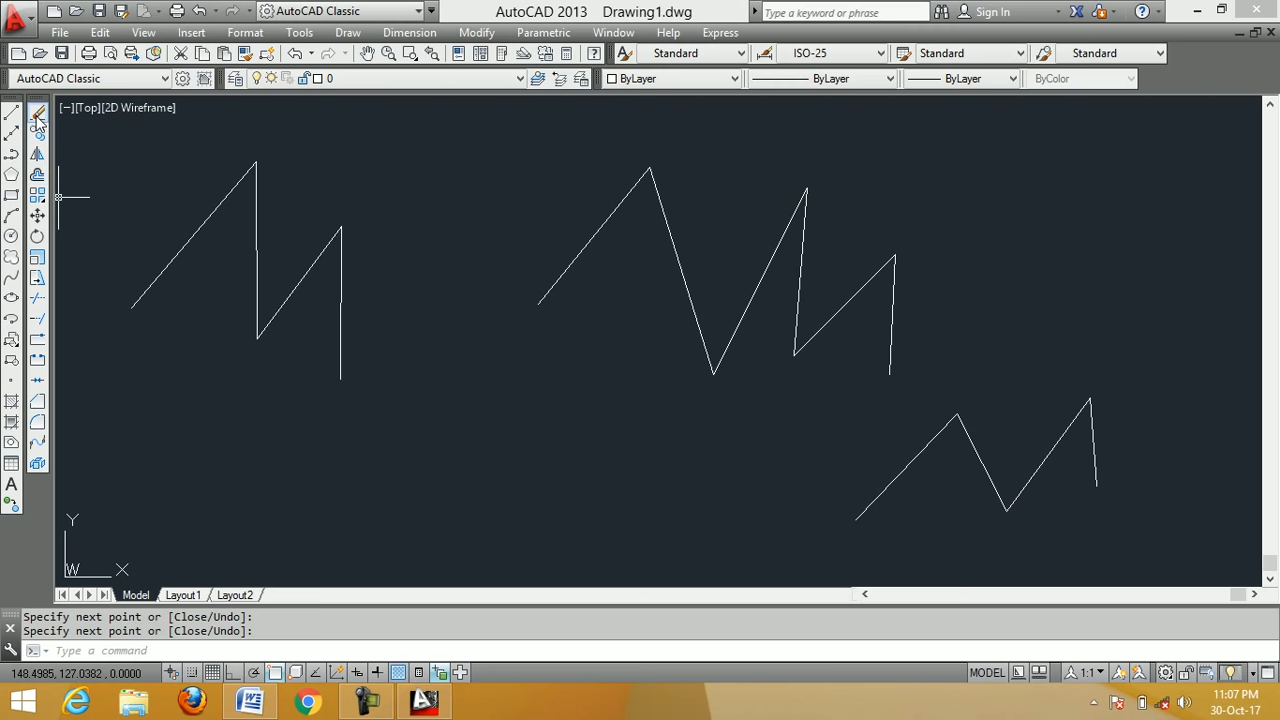 AutoCAD Classic
AutoCAD 2013 Drawing1.dwg
Type a keyword or phrase
Sign In
File Edit View Insert Format Tools Draw Dimension Modify Parametric Window Help Express
Standard ISO-25 Standard Standard
AutoCAD Classic 0 ByLayer ByLayer ByLayer ByColor
[−][Top][2D Wireframe]
A
Y
W X
Model Layout1 Layout2
Specify next point or [Close/Undo]:
Specify next point or [Close/Undo]:
Type a command
148.4985, 127.0382, 0.0000 MODEL 1:1
11:07 PM
30-Oct-17